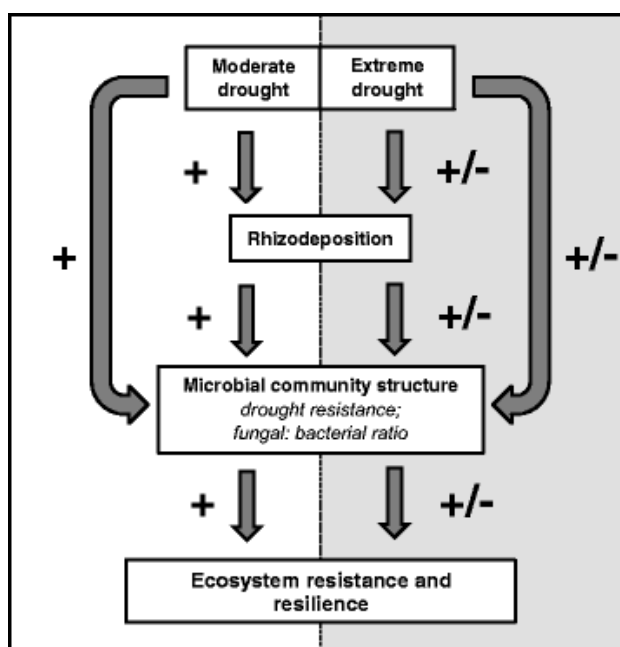 Moderate drought
Extreme drought
+
+/-
+
+/-
Rhizodeposition
+
+/-
Microbial community structure
drought resistance;
fungal: bacterial ratio
+
+/-
Ecosystem resistance and
resilience